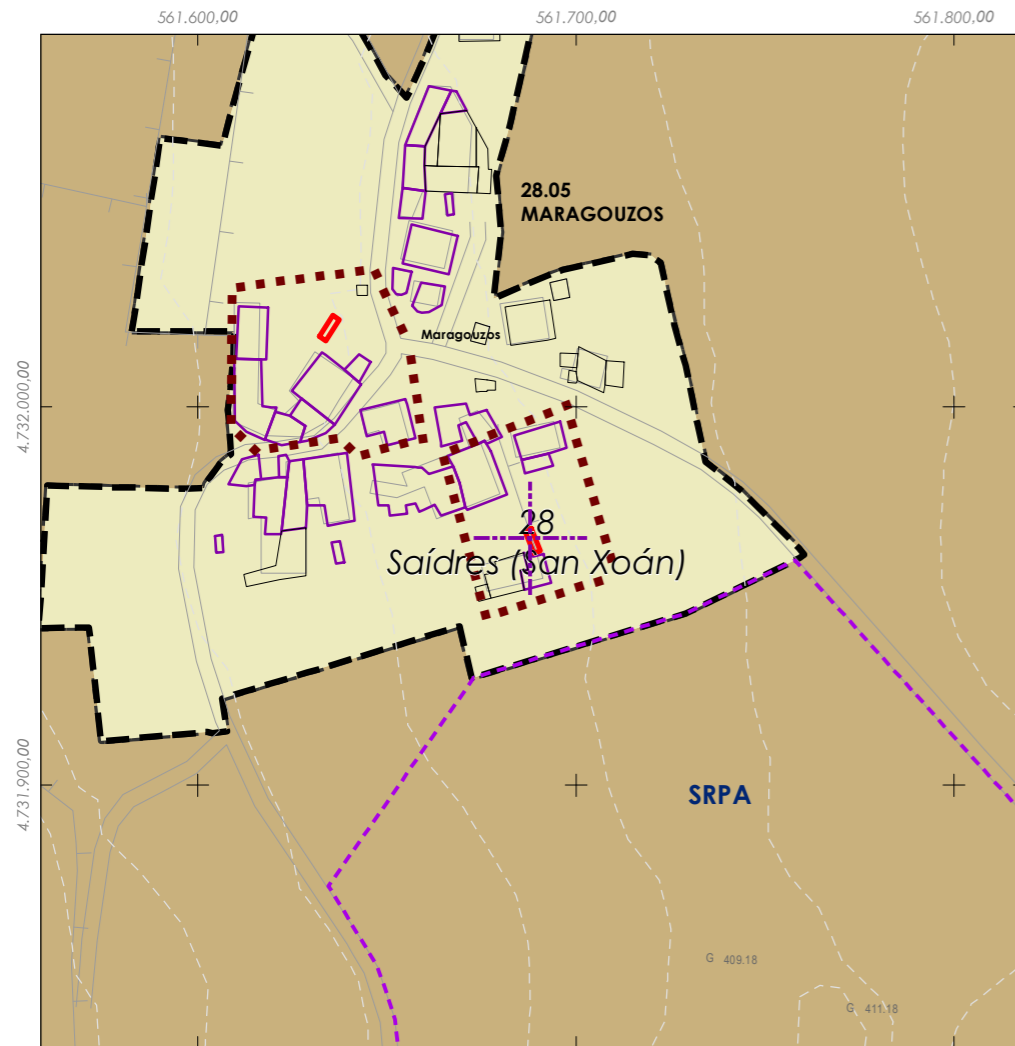 561.600,00
561.700,00
561.800,00
28.05
MARAGOUZOS
Maragouzos
4.732.000,00
28
Saídres (San Xoán)
4.731.900,00
SRPA
G 409.18
G 411.18